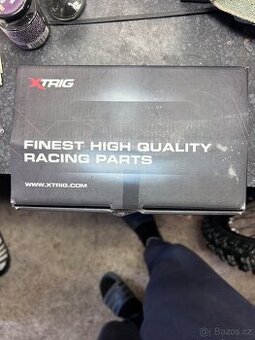 XTRIG
FINEST HIGH QUALITY
RACING PARTS
WWW.XTRIG.COM
Bazos.cz